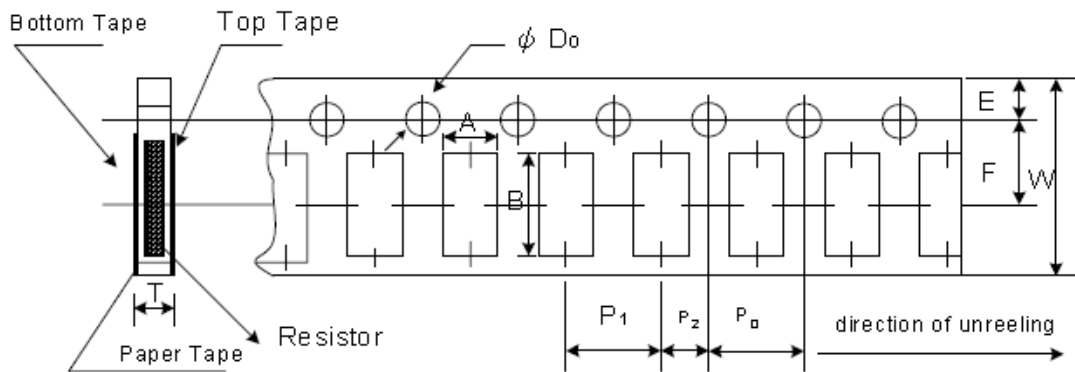 Bottom Tape
Top Tape
ϕ Do
E
A
F
W
B
T
P1
P2
Po
direction of unreeling
Resistor
Paper Tape